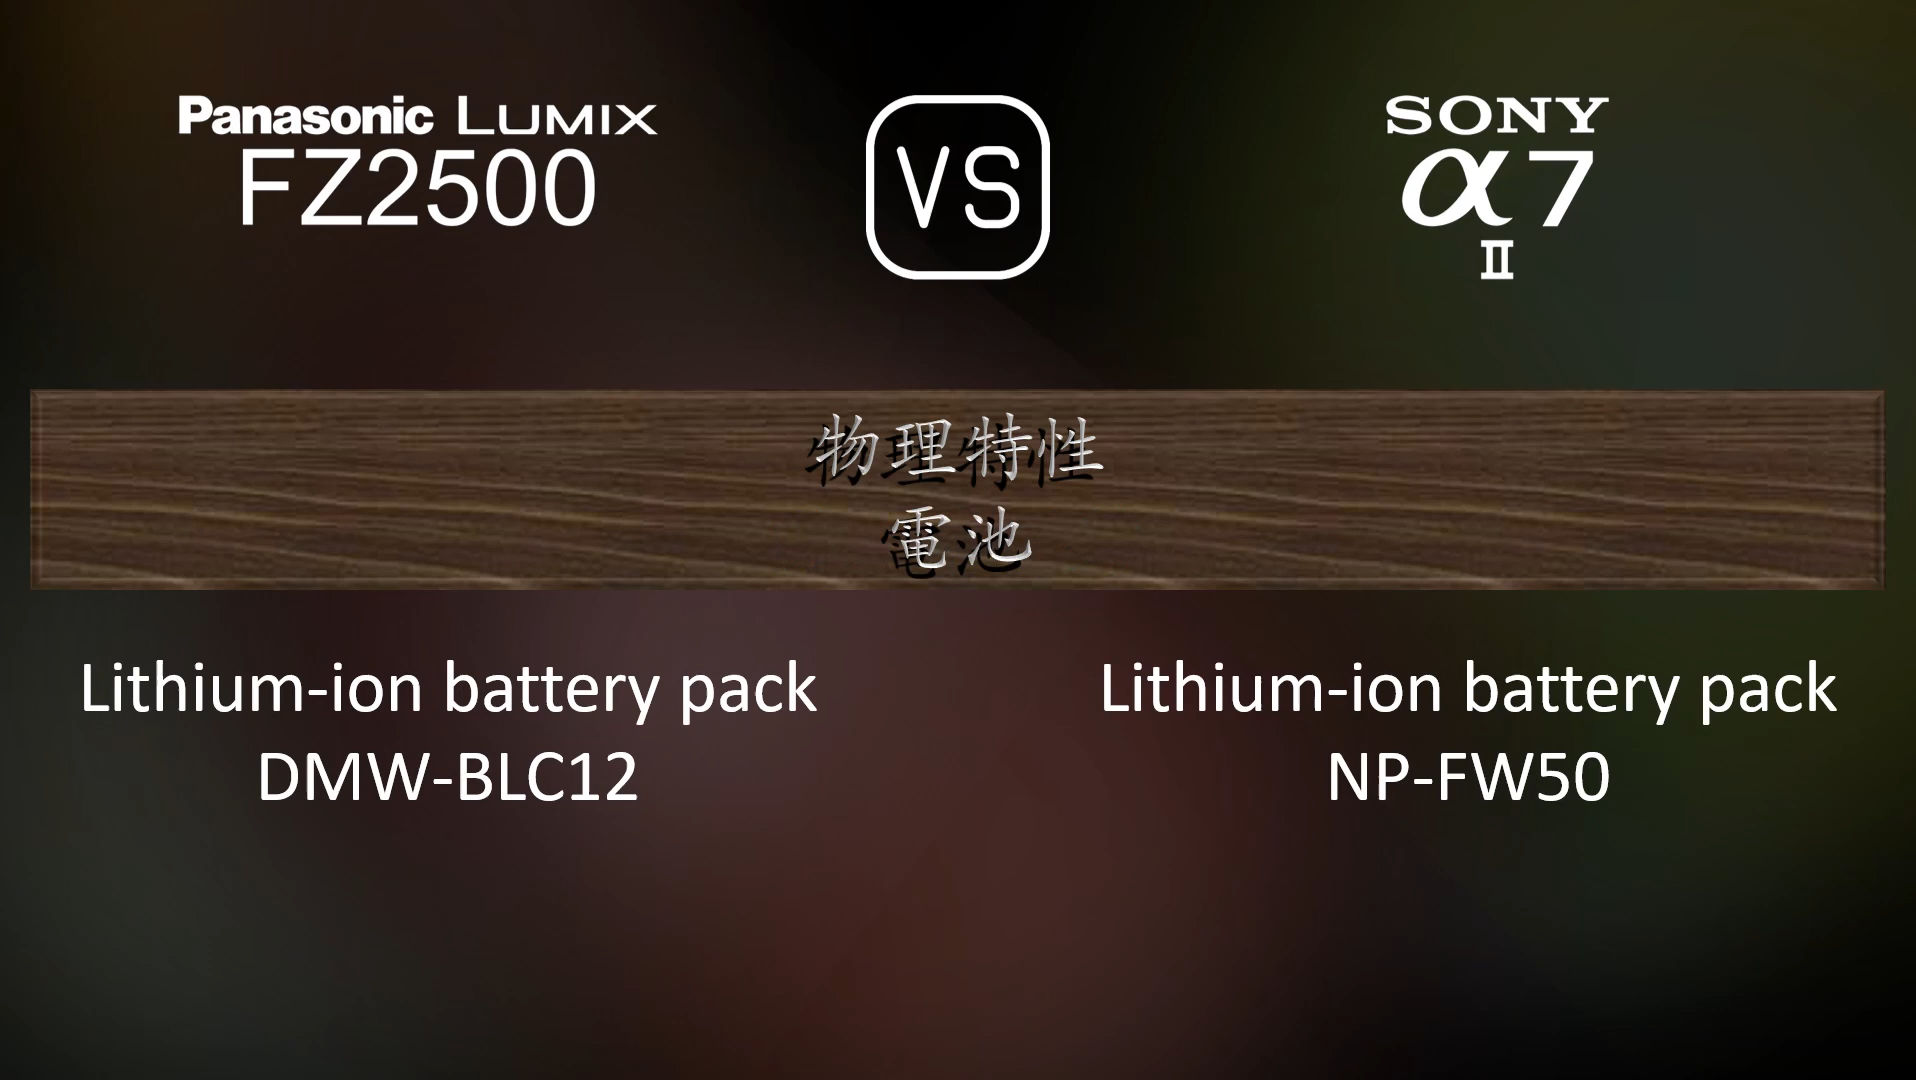 Panasonic LUMIX
FZ2500
VS
SONY
α7
II
物理特性
電池
Lithium-ion battery pack
DMW-BLC12
Lithium-ion battery pack
NP-FW50